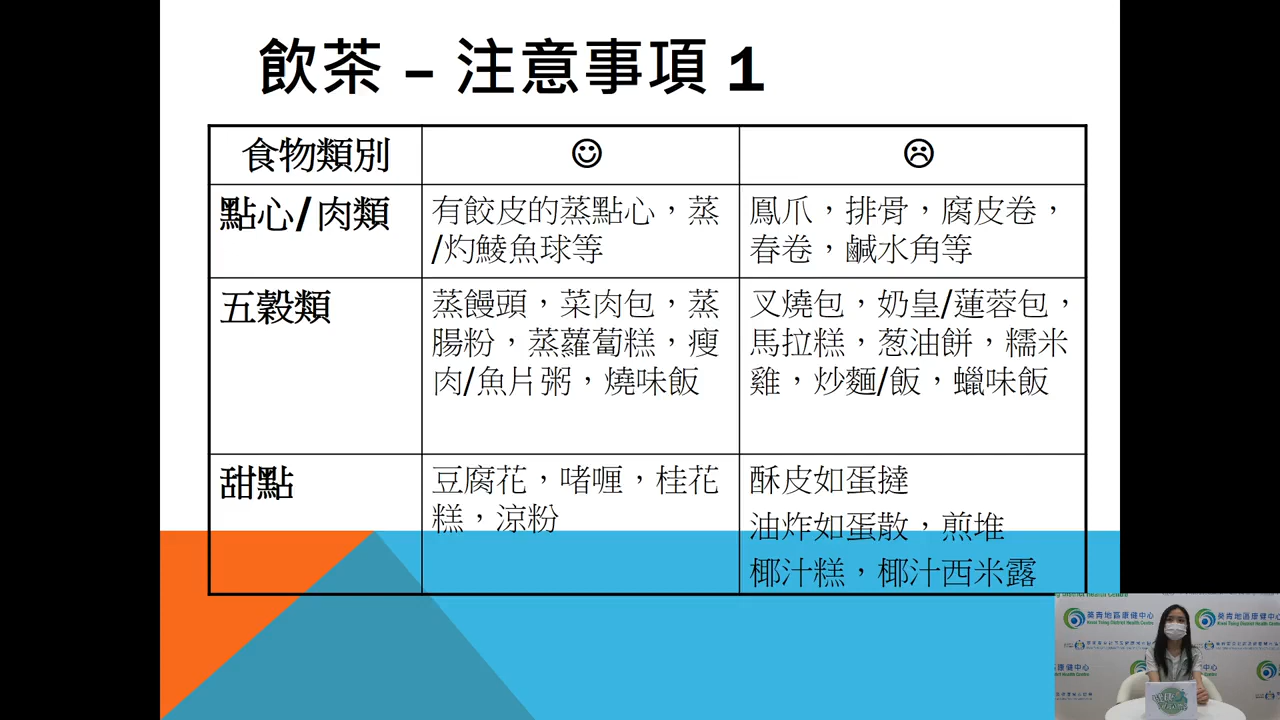 飲茶 – 注意事項 1
食物類別 ☺ ☹
點心/肉類
有餃皮的蒸點心，蒸
/灼鯪魚球等
鳳爪，排骨，腐皮卷，
春卷，鹹水角等
五穀類
蒸饅頭，菜肉包，蒸
腸粉，蒸蘿蔔糕，瘦
肉/魚片粥，燒味飯
叉燒包，奶皇/蓮蓉包，
馬拉糕，葱油餅，糯米
雞，炒麵/飯，蠟味飯
甜點
豆腐花，啫喱，桂花
糕，涼粉
酥皮如蛋撻
油炸如蛋散，煎堆
椰汁糕，椰汁西米露
葵青地區康健中心
Kwai Tsing District Health Centre